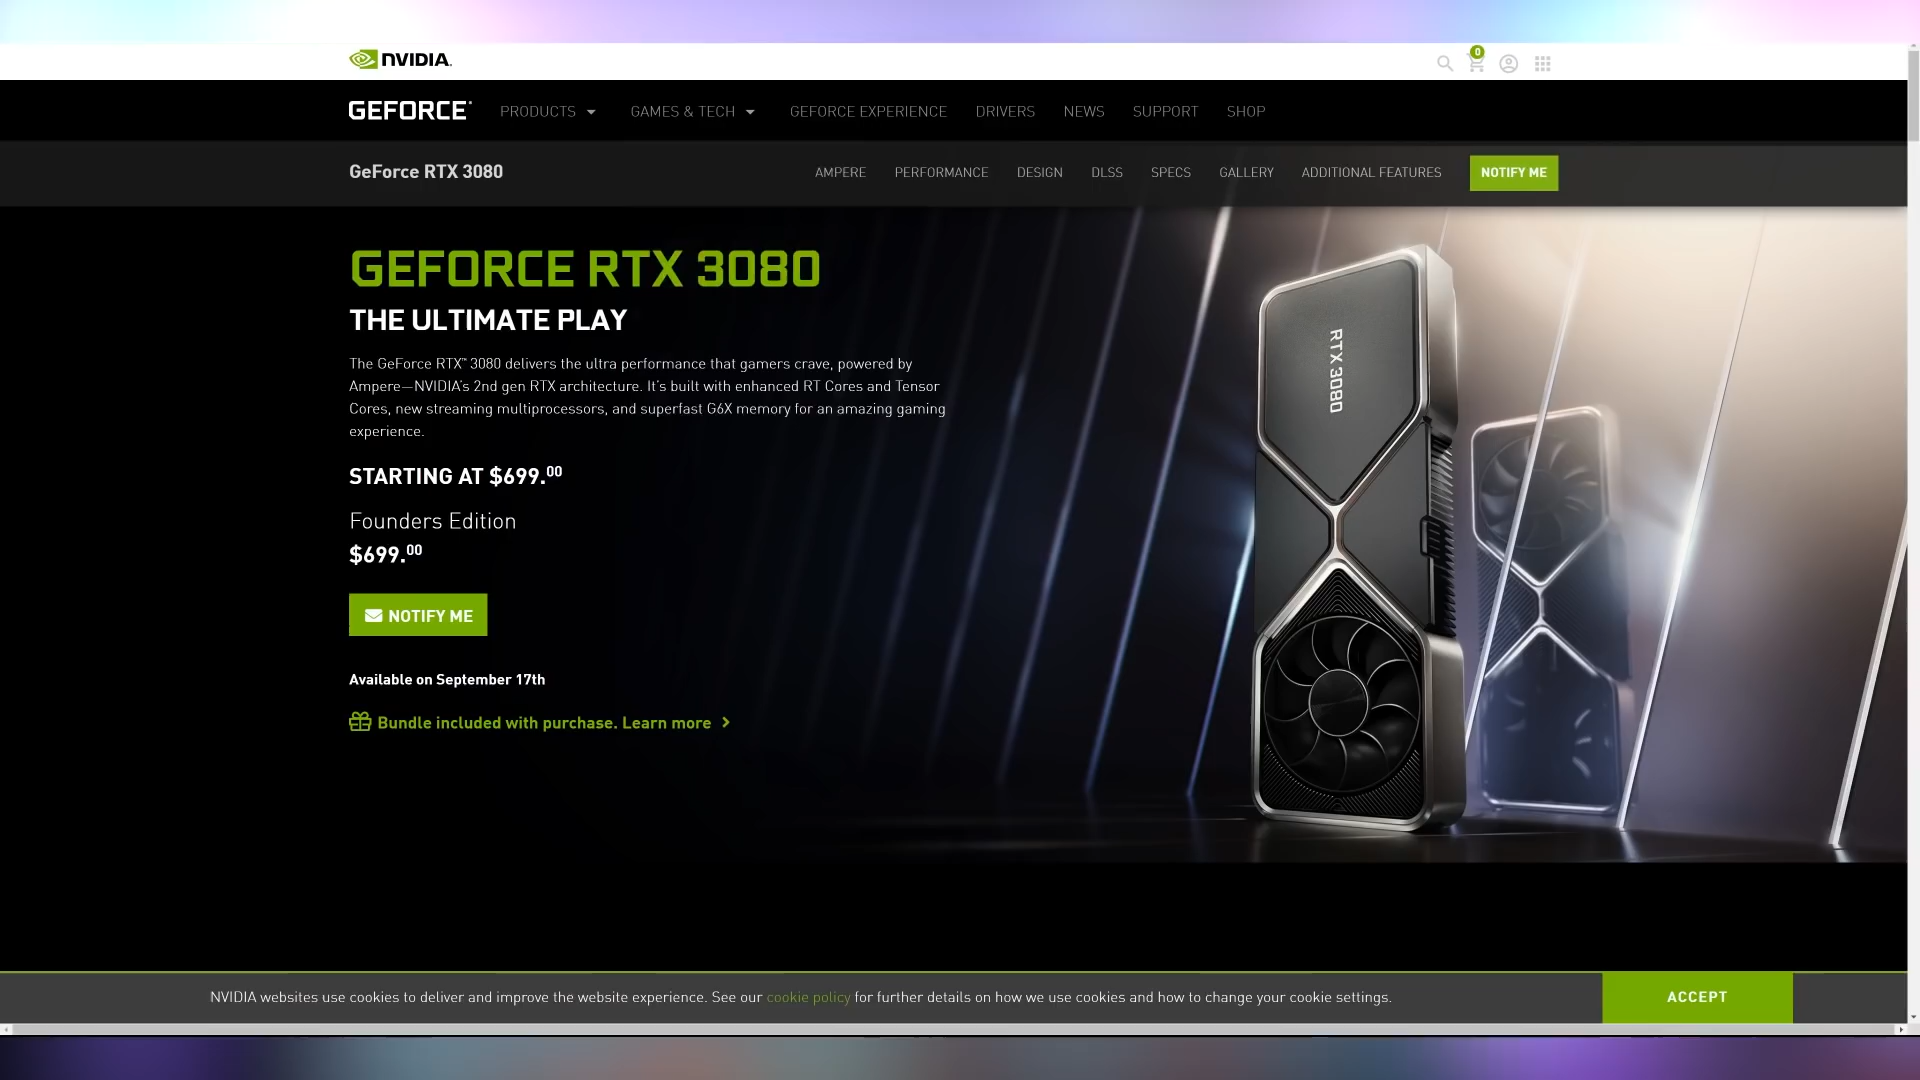 NVIDIA.
0
GEFORCE
PRODUCTS GAMES & TECH GEFORCE EXPERIENCE DRIVERS NEWS SUPPORT SHOP
GeForce RTX 3080
AMPERE PERFORMANCE DESIGN DLSS SPECS GALLERY ADDITIONAL FEATURES NOTIFY ME
GEFORCE RTX 3080
THE ULTIMATE PLAY
The GeForce RTX™ 3080 delivers the ultra performance that gamers crave, powered by
Ampere—NVIDIA's 2nd gen RTX architecture. It's built with enhanced RT Cores and Tensor
Cores, new streaming multiprocessors, and superfast G6X memory for an amazing gaming
experience.
STARTING AT $699.00
Founders Edition
$699.00
NOTIFY ME
Available on September 17th
Bundle included with purchase. Learn more
RTX 3080
NVIDIA websites use cookies to deliver and improve the website experience. See our cookie policy for further details on how we use cookies and how to change your cookie settings.
ACCEPT